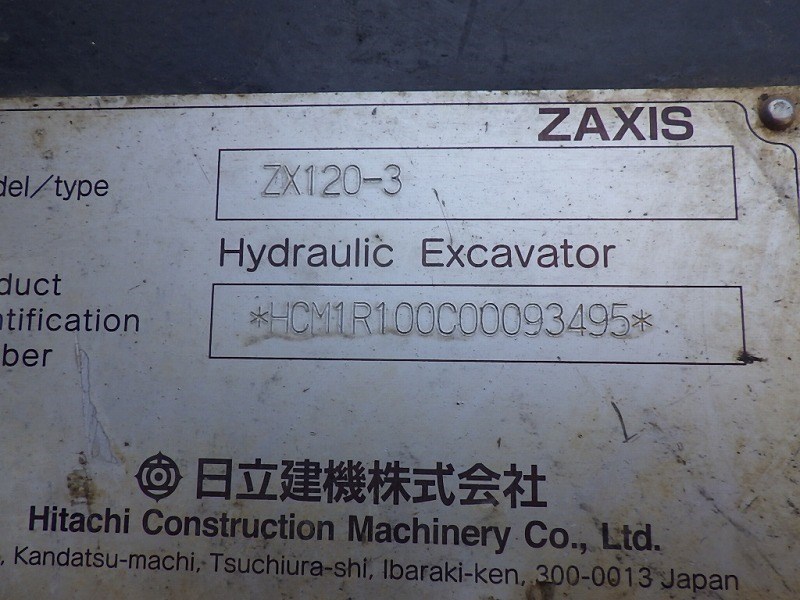 ZAXIS
del/type ZX120-3
Hydraulic Excavator
duct
ntification *HCM1R100C00093495*
ber
日立建機株式会社
Hitachi Construction Machinery Co., Ltd.
, Kandatsu-machi, Tsuchiura-shi, Ibaraki-ken, 300-0013 Japan